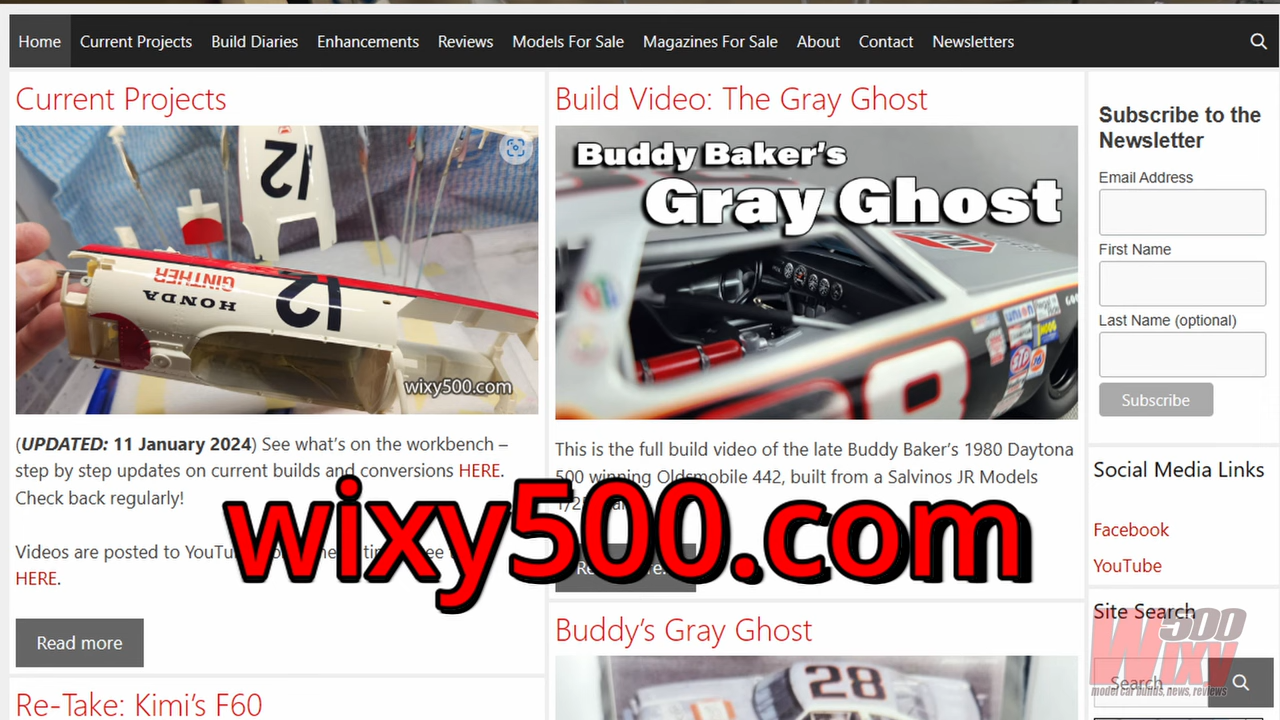 Home Current Projects Build Diaries Enhancements Reviews Models For Sale Magazines For Sale About Contact Newsletters
Current Projects
12
12
GINTHER
HONDA
wixy500.com
(UPDATED: 11 January 2024) See what's on the workbench –
step by step updates on current builds and conversions HERE.
Check back regularly!
Videos are posted to
HERE.
Read more
Re-Take: Kimi's F60
Build Video: The Gray Ghost
Buddy Baker's
Gray Ghost
union
MOOG
STP
76
28
This is the full build video of the late Buddy Baker's 1980 Daytona
500 winning Oldsmobile 442, built from a Salvinos JR Models
wixy500.com
Buddy's Gray Ghost
28
Subscribe to the
Newsletter
Email Address
First Name
Last Name (optional)
Subscribe
Social Media Links
Facebook
YouTube
Site Search
Search
Wixy 500
model car builds, news, reviews